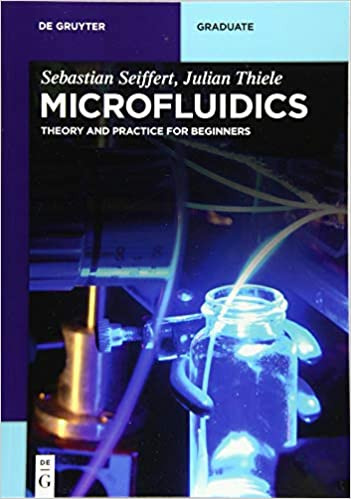 DE GRUYTER
GRADUATE
Sebastian Seiffert, Julian Thiele
MICROFLUIDICS
THEORY AND PRACTICE FOR BEGINNERS
DE
G